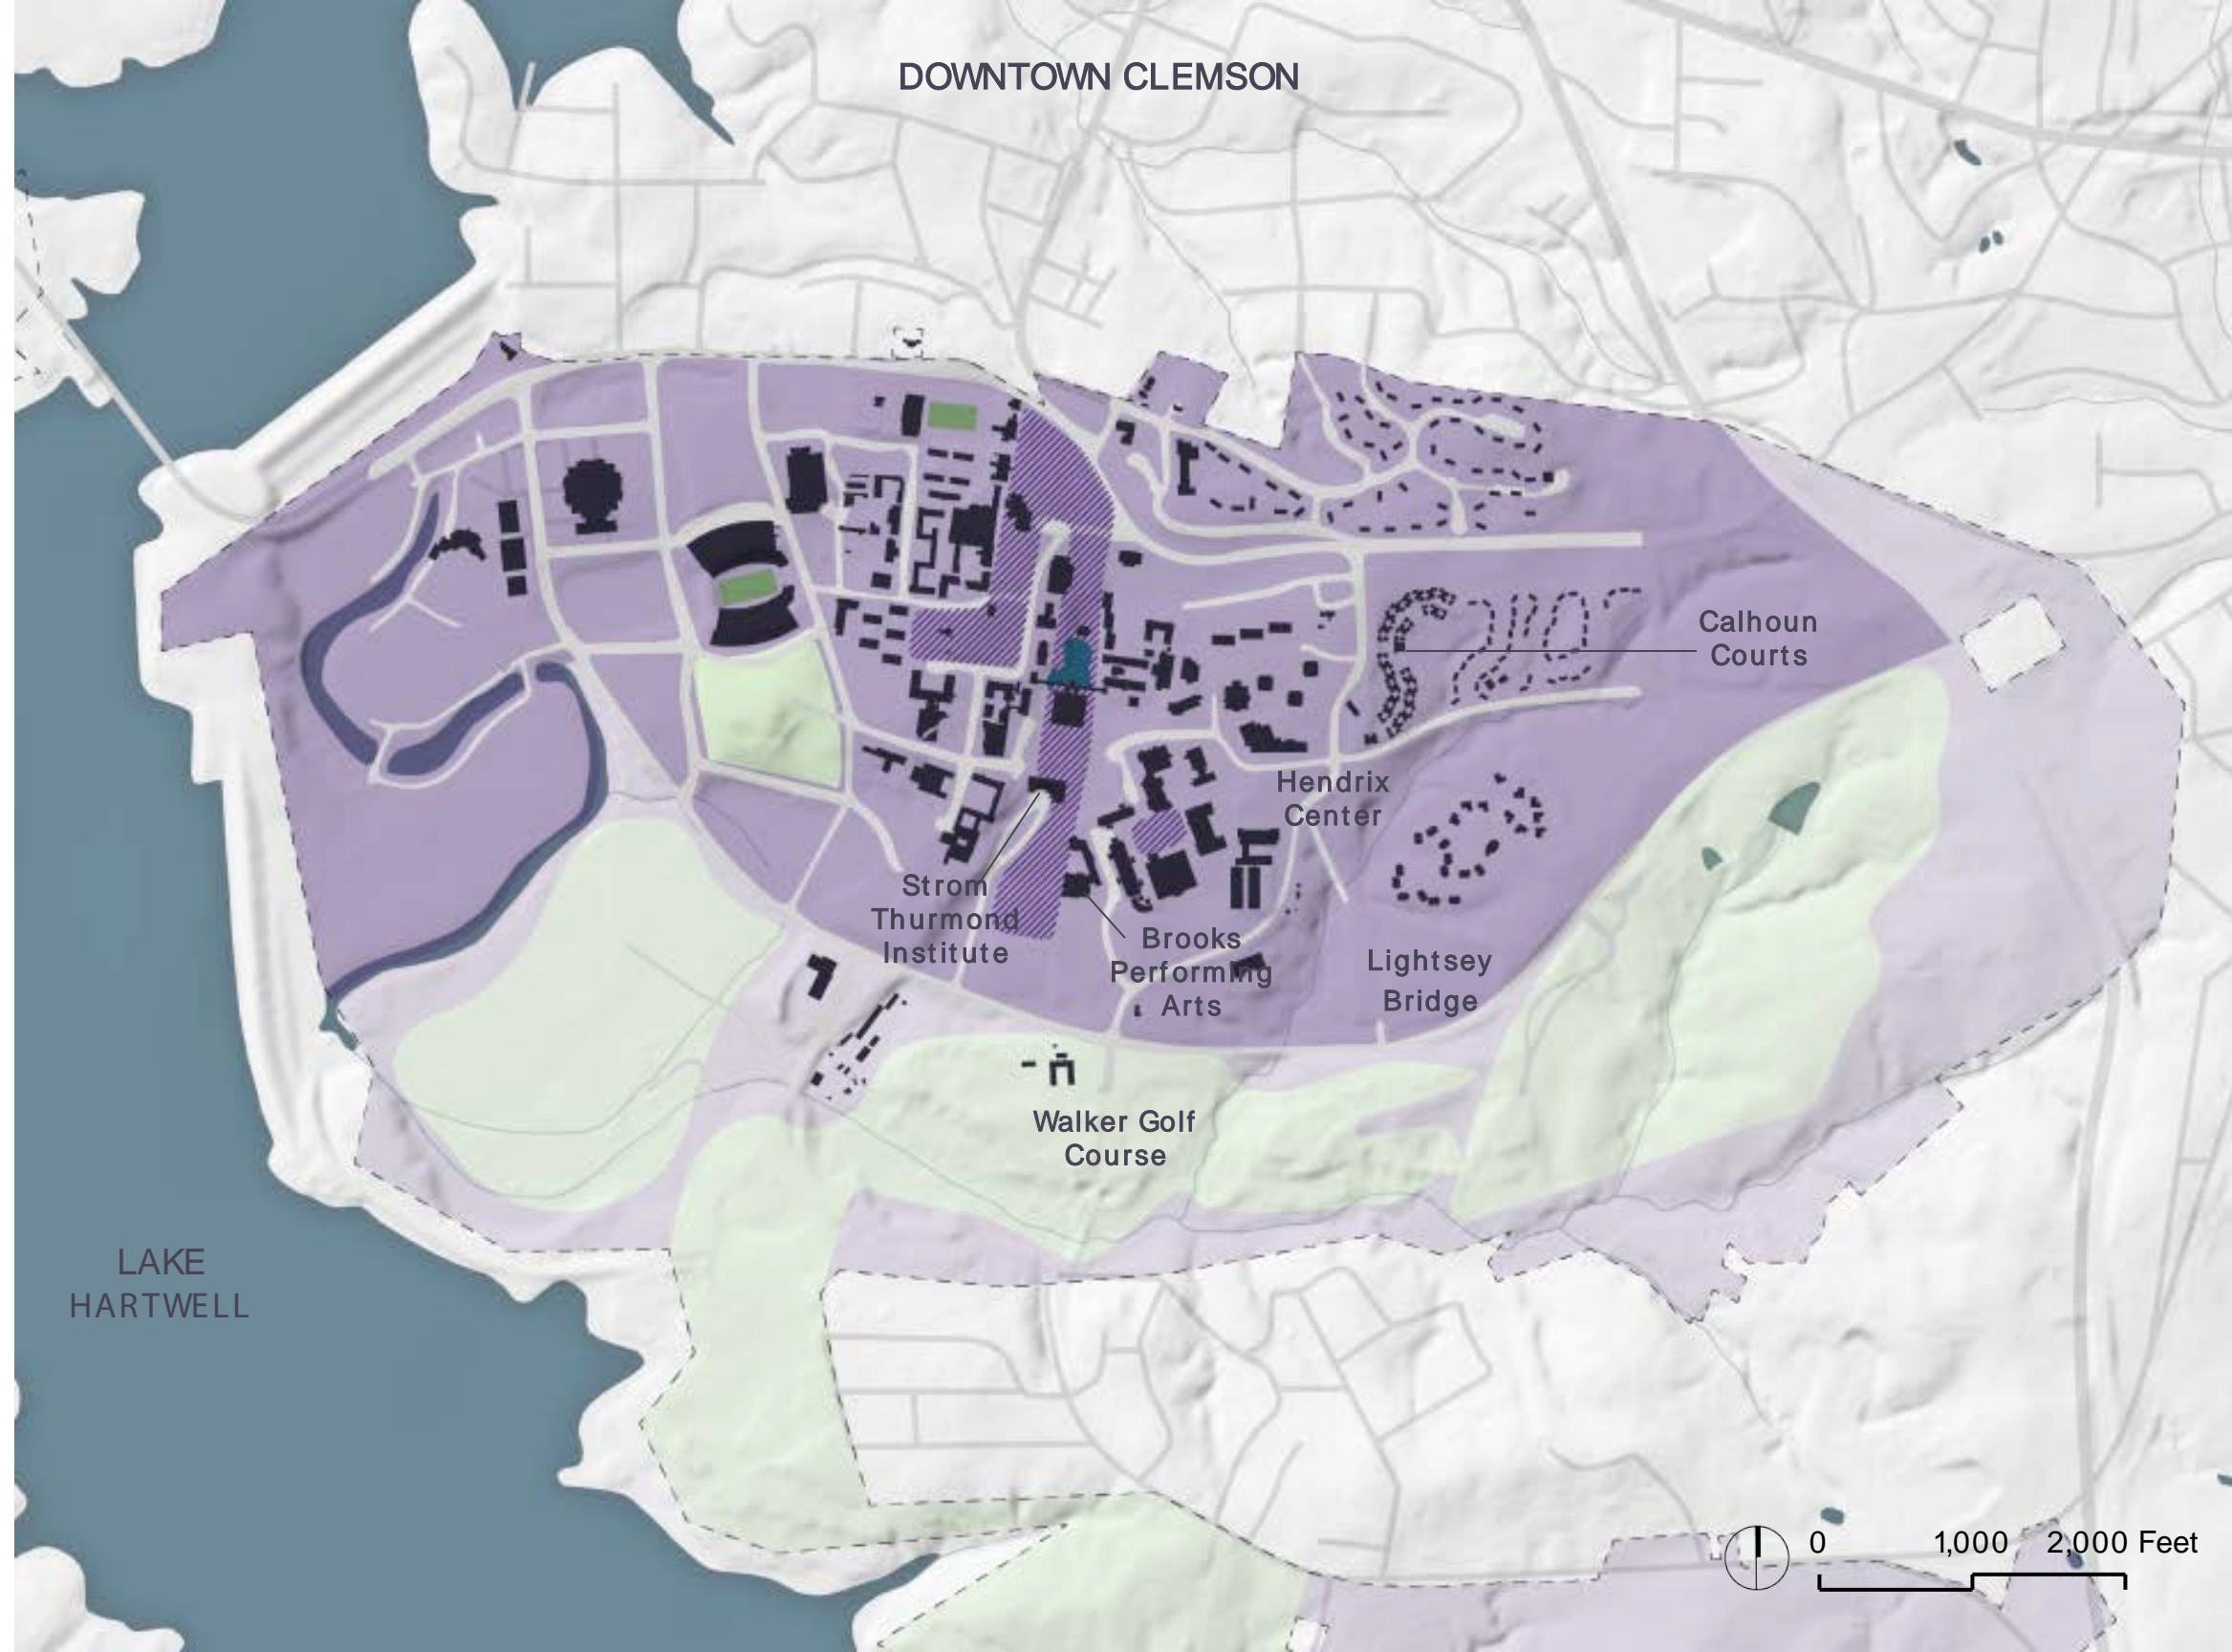 DOWNTOWN CLEMSON
Calhoun
Courts
Hendrix
Center
Strom
Thurmond
Institute
Brooks
Performing
Arts
Lightsey
Bridge
Walker Golf
Course
LAKE
HARTWELL
0 1,000 2,000 Feet